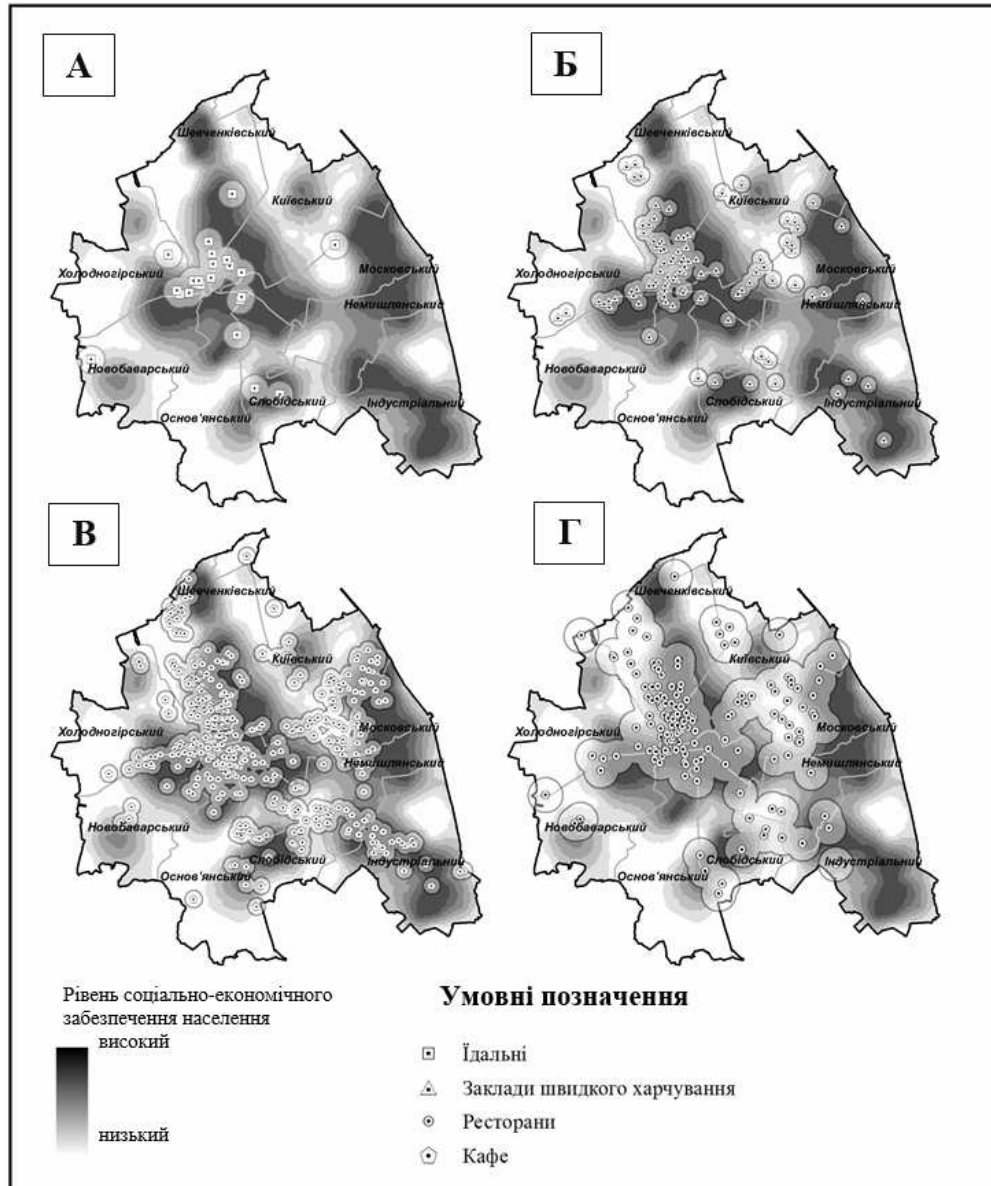 А
Б
Шевченківський
Київський
Холодногірський
Московський
Немишлянський
Новобаварський
Слобідський
Індустріальний
Основ'янський
Шевченківський
Київський
Холодногірський
Московський
Немишлянський
Новобаварський
Слобідський
Індустріальний
Основ'янський
В
Г
Шевченківський
Київський
Холодногірський
Московський
Немишлянський
Новобаварський
Слобідський
Індустріальний
Основ'янський
Шевченківський
Київський
Холодногірський
Московський
Немишлянський
Новобаварський
Слобідський
Індустріальний
Основ'янський
Рівень соціально-економічного
забезпечення населення
високий
низький
Умовні позначення
Їдальні
Заклади швидкого харчування
Ресторани
Кафе